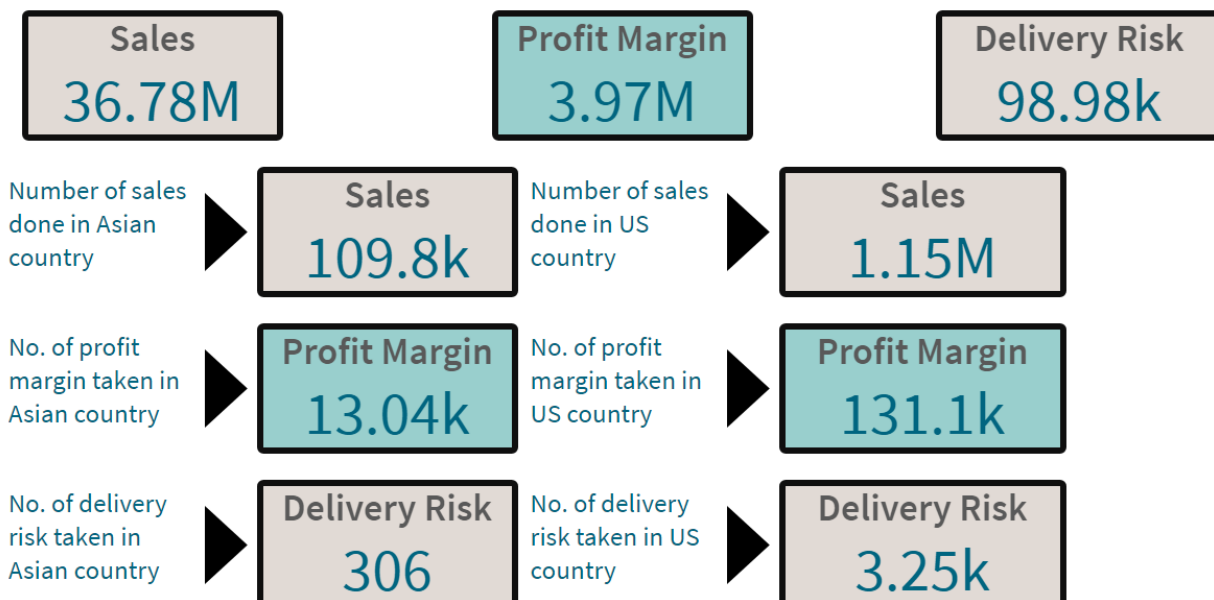 Sales
36.78M
Profit Margin
3.97M
Delivery Risk
98.98k
Number of sales
done in Asian
country
Sales
109.8k
Number of sales
done in US
country
Sales
1.15M
No. of profit
margin taken in
Asian country
Profit Margin
13.04k
No. of profit
margin taken in
US country
Profit Margin
131.1k
No. of delivery
risk taken in
Asian country
Delivery Risk
306
No. of delivery
risk taken in US
country
Delivery Risk
3.25k